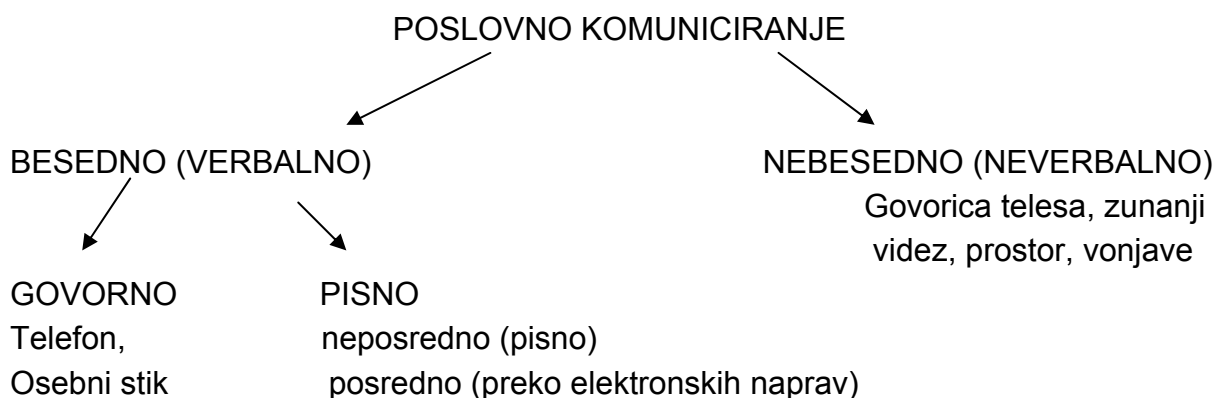 POSLOVNO KOMUNICIRANJE
BESEDNO (VERBALNO)
NEBESEDNO (NEVERBALNO)
Govorica telesa, zunanji
videz, prostor, vonjave
GOVORNO
PISNO
Telefon,
neposredno (pisno)
Osebni stik
posredno (preko elektronskih naprav)